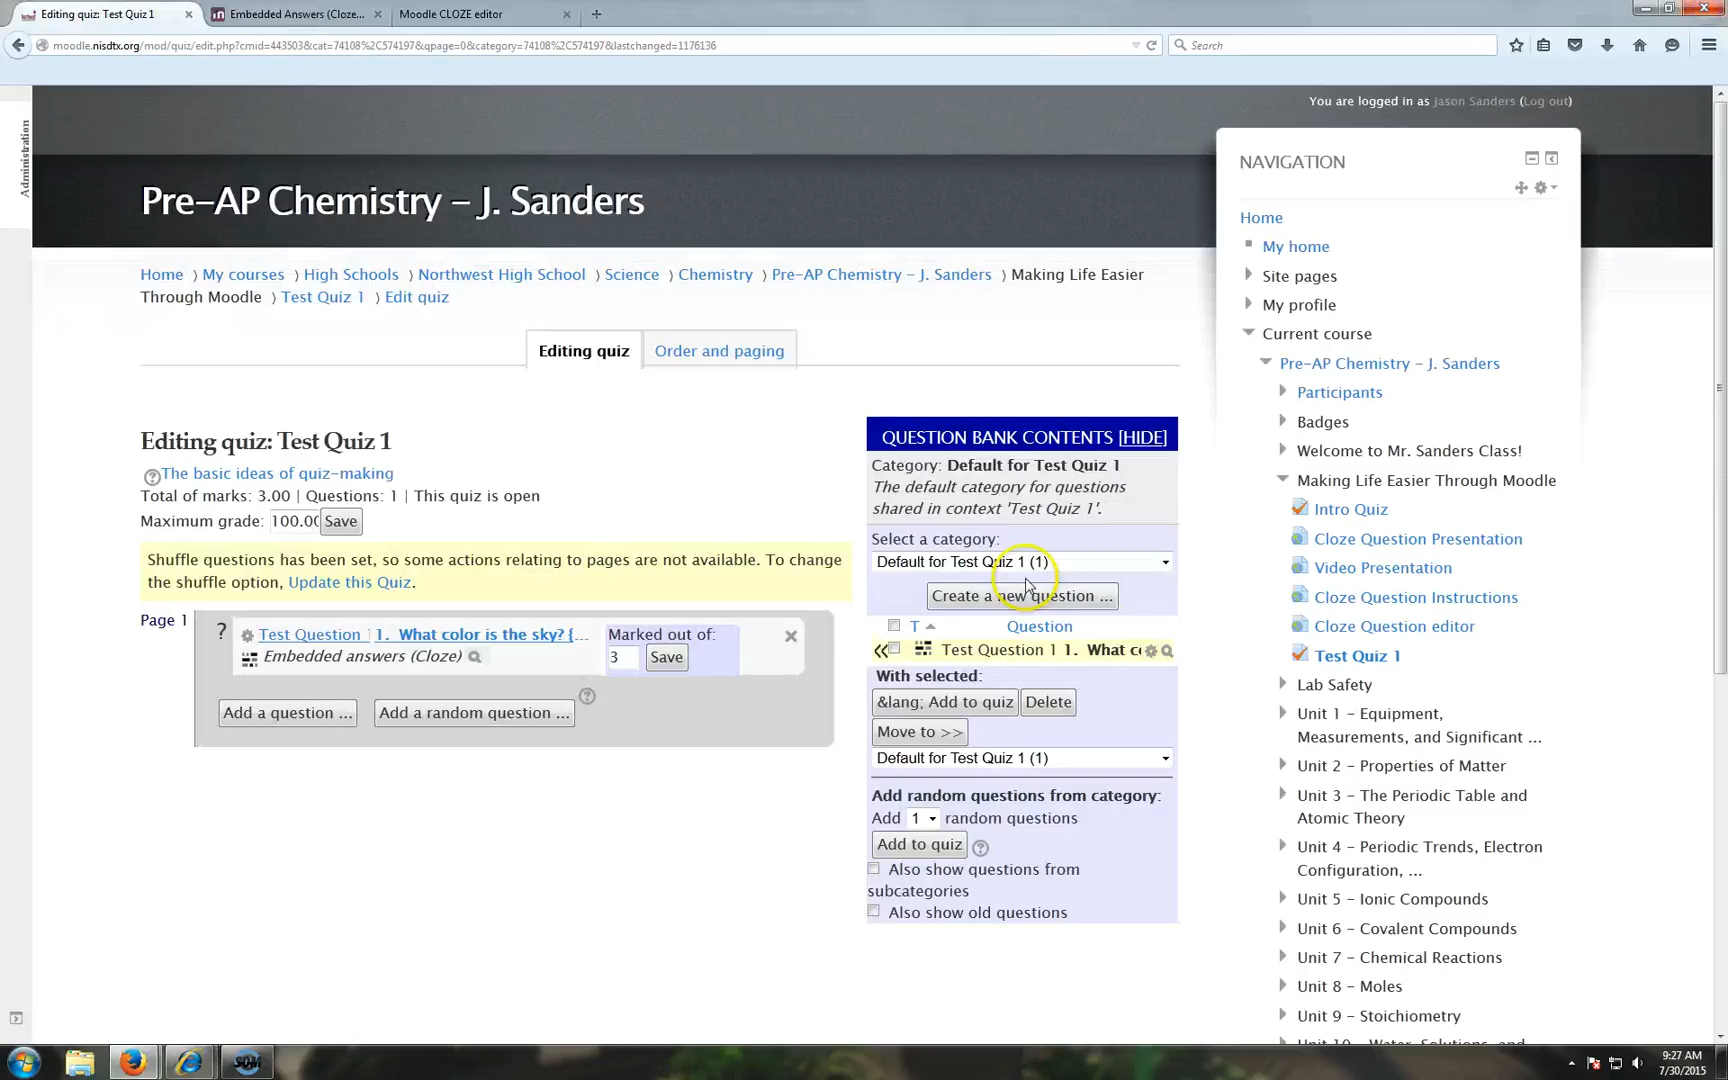 Editing quiz: Test Quiz 1
Embedded Answers (Cloze...
Moodle CLOZE editor
moodle.nisdtx.org/mod/quiz/edit.php?cmid=443503&cat=74108%2C574197&qpage=0&category=74108%2C574197&lastchanged=1176136
Search
Administration
You are logged in as Jason Sanders (Log out)
Pre-AP Chemistry – J. Sanders
Home 〉 My courses 〉 High Schools 〉 Northwest High School 〉 Science 〉 Chemistry 〉 Pre-AP Chemistry – J. Sanders 〉 Making Life Easier
Through Moodle 〉 Test Quiz 1 〉 Edit quiz
Editing quiz
Order and paging
Editing quiz: Test Quiz 1
The basic ideas of quiz-making
Total of marks: 3.00 | Questions: 1 | This quiz is open
Maximum grade: 100.00 Save
Shuffle questions has been set, so some actions relating to pages are not available. To change
the shuffle option, Update this Quiz.
Page 1
? Test Question 1. What color is the sky? {...
Embedded answers (Cloze)
Marked out of:
3 Save
Add a question ...
Add a random question ...
QUESTION BANK CONTENTS [HIDE]
Category: Default for Test Quiz 1
The default category for questions
shared in context 'Test Quiz 1'.
Select a category:
Default for Test Quiz 1 (1)
Create a new question ...
T Question
Test Question 1 1. What co
With selected:
&lang; Add to quiz Delete
Move to >>
Default for Test Quiz 1 (1)
Add random questions from category:
Add 1 random questions
Add to quiz
Also show questions from
subcategories
Also show old questions
NAVIGATION
Home
My home
Site pages
My profile
Current course
Pre-AP Chemistry – J. Sanders
Participants
Badges
Welcome to Mr. Sanders Class!
Making Life Easier Through Moodle
Intro Quiz
Cloze Question Presentation
Video Presentation
Cloze Question Instructions
Cloze Question editor
Test Quiz 1
Lab Safety
Unit 1 – Equipment,
Measurements, and Significant ...
Unit 2 – Properties of Matter
Unit 3 – The Periodic Table and
Atomic Theory
Unit 4 – Periodic Trends, Electron
Configuration, ...
Unit 5 – Ionic Compounds
Unit 6 – Covalent Compounds
Unit 7 – Chemical Reactions
Unit 8 – Moles
Unit 9 – Stoichiometry
Unit 10 – Water, Solutions, and
SOM
9:27 AM
7/30/2015